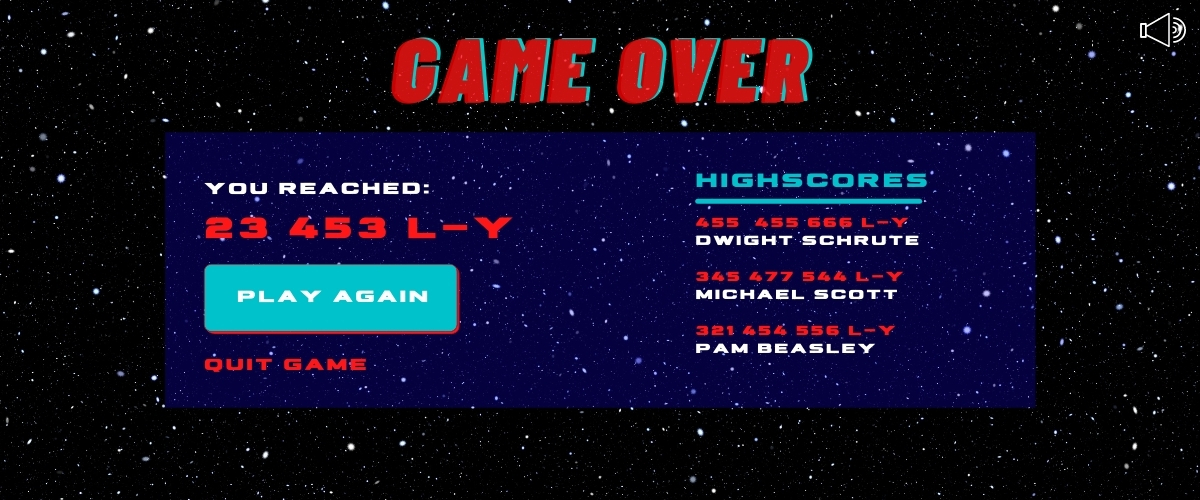 GAME OVER
YOU REACHED:
23 453 L-Y
PLAY AGAIN
QUIT GAME
HIGHSCORES
455 455 666 L-Y
DWIGHT SCHRUTE
345 477 544 L-Y
MICHAEL SCOTT
321 454 556 L-Y
PAM BEASLEY